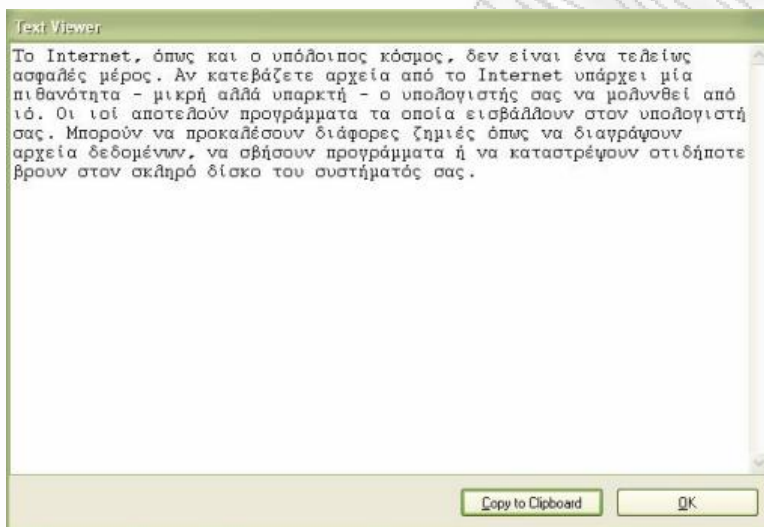 Text Viewer
Το Internet, όπως και ο υπόλοιπος κόσμος, δεν είναι ένα τελείως
ασφαλές μέρος. Αν κατεβάζετε αρχεία από το Internet υπάρχει μία
πιθανότητα - μικρή αλλά υπαρκτή - ο υπολογιστής σας να μολυνθεί από
ιό. Οι ιοί αποτελούν προγράμματα τα οποία εισβάλλουν στον υπολογιστή
σας. Μπορούν να προκαλέσουν διάφορες ζημιές όπως να διαγράψουν
αρχεία δεδομένων, να σβήσουν προγράμματα ή να καταστρέψουν οτιδήποτε
βρουν στον σκληρό δίσκο του συστήματός σας.
Copy to Clipboard OK